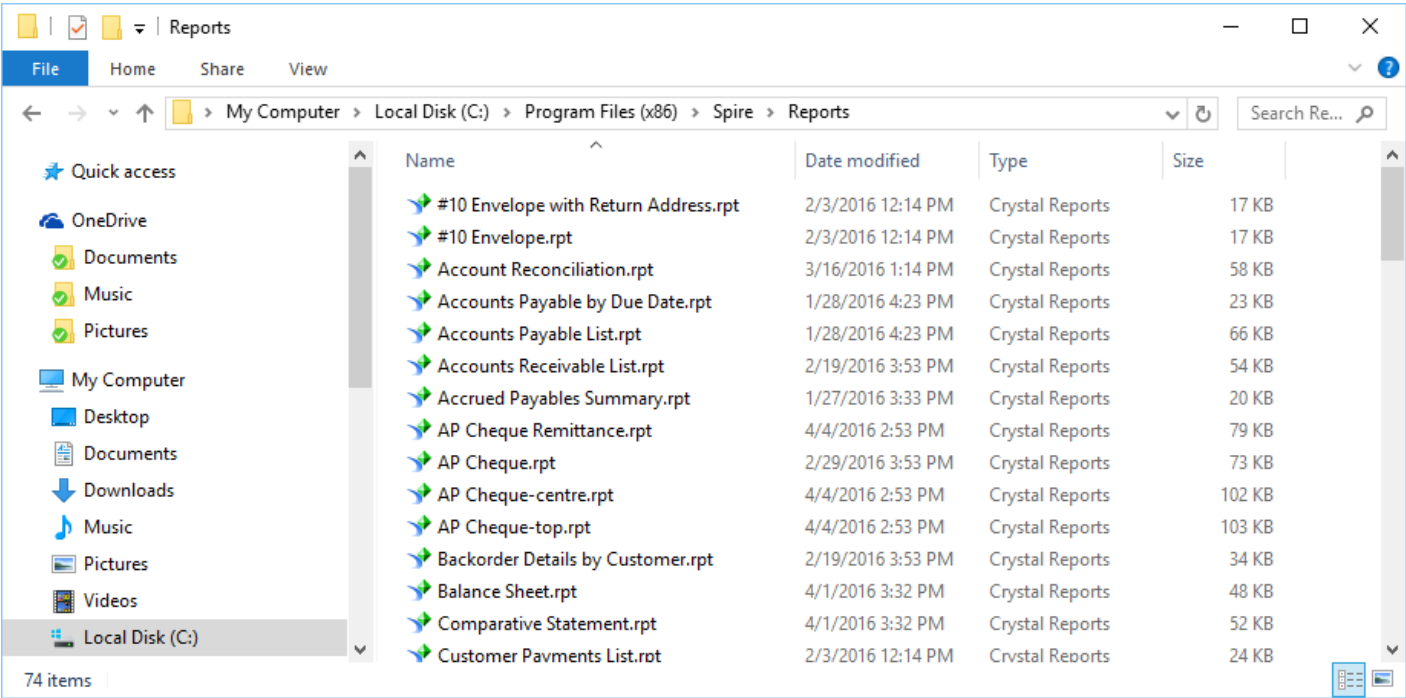 Reports
File Home Share View
My Computer > Local Disk (C:) > Program Files (x86) > Spire > Reports Search Re...
Quick access
OneDrive
Documents
Music
Pictures
My Computer
Desktop
Documents
Downloads
Music
Pictures
Videos
Local Disk (C:)
Name Date modified Type Size
#10 Envelope with Return Address.rpt 2/3/2016 12:14 PM Crystal Reports 17 KB
#10 Envelope.rpt 2/3/2016 12:14 PM Crystal Reports 17 KB
Account Reconciliation.rpt 3/16/2016 1:14 PM Crystal Reports 58 KB
Accounts Payable by Due Date.rpt 1/28/2016 4:23 PM Crystal Reports 23 KB
Accounts Payable List.rpt 1/28/2016 4:23 PM Crystal Reports 66 KB
Accounts Receivable List.rpt 2/19/2016 3:53 PM Crystal Reports 54 KB
Accrued Payables Summary.rpt 1/27/2016 3:33 PM Crystal Reports 20 KB
AP Cheque Remittance.rpt 4/4/2016 2:53 PM Crystal Reports 79 KB
AP Cheque.rpt 2/29/2016 3:53 PM Crystal Reports 73 KB
AP Cheque-centre.rpt 4/4/2016 2:53 PM Crystal Reports 102 KB
AP Cheque-top.rpt 4/4/2016 2:53 PM Crystal Reports 103 KB
Backorder Details by Customer.rpt 2/19/2016 3:53 PM Crystal Reports 34 KB
Balance Sheet.rpt 4/1/2016 3:32 PM Crystal Reports 48 KB
Comparative Statement.rpt 4/1/2016 3:32 PM Crystal Reports 52 KB
Customer Payments List.rpt 2/3/2016 12:14 PM Crystal Reports 24 KB
74 items